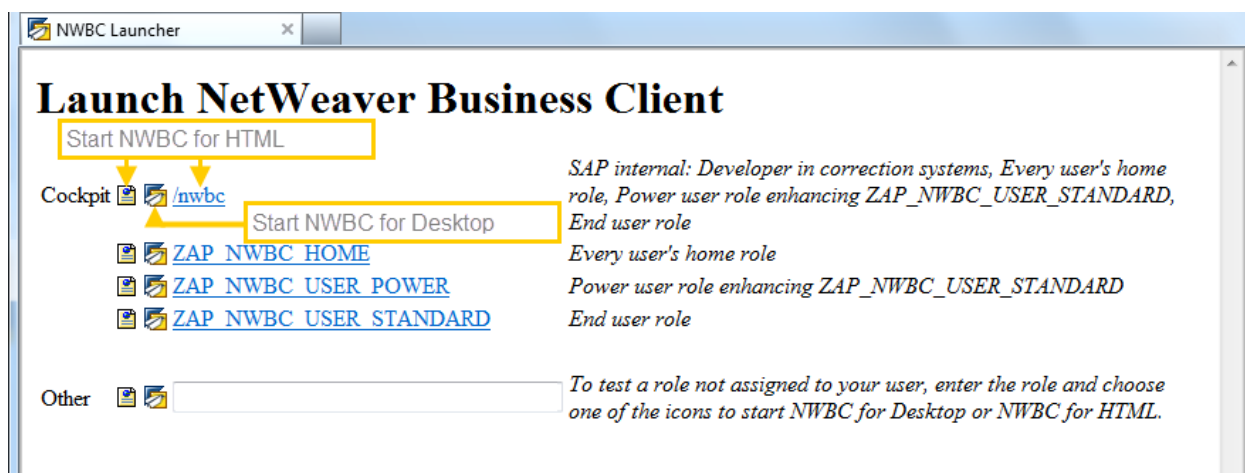 NWBC Launcher
Launch NetWeaver Business Client
Start NWBC for HTML
SAP internal: Developer in correction systems, Every user's home
Cockpit /nwbc role, Power user role enhancing ZAP_NWBC_USER_STANDARD,
Start NWBC for Desktop End user role
ZAP_NWBC_HOME Every user's home role
ZAP_NWBC_USER_POWER Power user role enhancing ZAP_NWBC_USER_STANDARD
ZAP_NWBC_USER_STANDARD End user role
To test a role not assigned to your user, enter the role and choose
Other one of the icons to start NWBC for Desktop or NWBC for HTML.